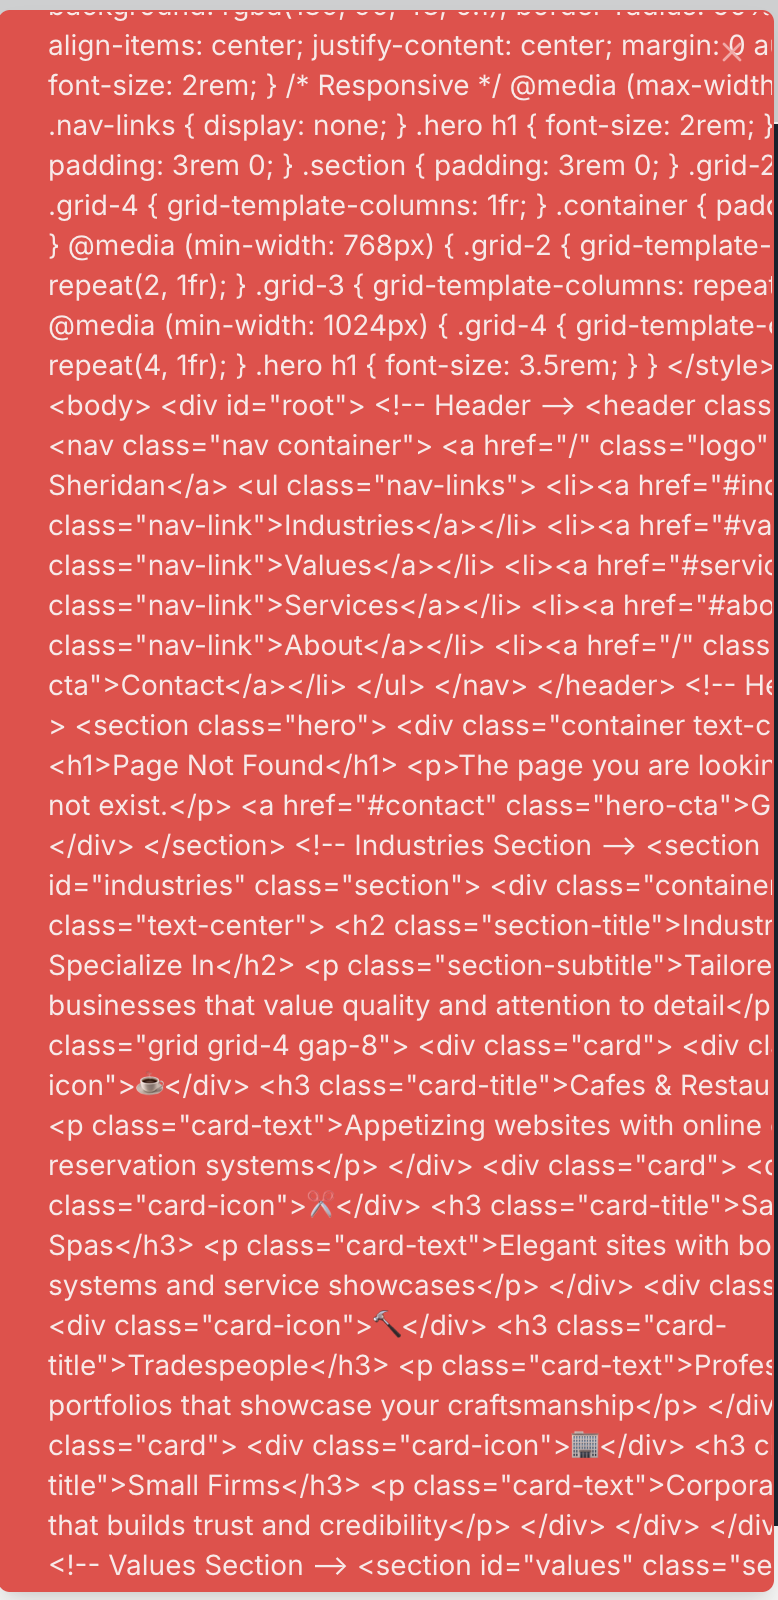 align-items: center; justify-content: center; margin: 0
font-size: 2rem; } /* Responsive */ @media (max-width
.nav-links { display: none; } .hero h1 { font-size: 2rem; }
padding: 3rem 0; } .section { padding: 3rem 0; } .grid-2
.grid-4 { grid-template-columns: 1fr; } .container {
} @media (min-width: 768px) { .grid-2 { grid-template-
repeat(2, 1fr); } .grid-3 { grid-template-columns: repeat
@media (min-width: 1024px) { .grid-4 { grid-template-
repeat(4, 1fr); } .hero h1 { font-size: 3.5rem; } } </style>
<body> <div id="root"> <!-- Header --> <header class
<nav class="nav container"> <a href="/" class="logo"
Sheridan</a> <ul class="nav-links"> <li><a href="#ind
class="nav-link">Industries</a></li> <li><a href="#va
class="nav-link">Values</a></li> <li><a href="#servic
class="nav-link">Services</a></li> <li><a href="#abo
class="nav-link">About</a></li> <li><a href="/" class
cta">Contact</a></li> </ul> </nav> </header> <!-- He
> <section class="hero"> <div class="container text-c
<h1>Page Not Found</h1> <p>The page you are lookin
not exist.</p> <a href="#contact" class="hero-cta">G
</div> </section> <!-- Industries Section --> <section
id="industries" class="section"> <div class="container
class="text-center"> <h2 class="section-title">Industr
Specialize In</h2> <p class="section-subtitle">Tailore
businesses that value quality and attention to detail</p
class="grid grid-4 gap-8"> <div class="card"> <div cl
icon">☕</div> <h3 class="card-title">Cafes & Restau
<p class="card-text">Appetizing websites with online
reservation systems</p> </div> <div class="card"> <d
class="card-icon">✂️</div> <h3 class="card-title">Sa
Spas</h3> <p class="card-text">Elegant sites with bo
systems and service showcases</p> </div> <div class
<div class="card-icon">🔨</div> <h3 class="card-
title">Tradespeople</h3> <p class="card-text">Profes
portfolios that showcase your craftsmanship</p> </div
class="card"> <div class="card-icon">🏢</div> <h3 c
title">Small Firms</h3> <p class="card-text">Corpora
that builds trust and credibility</p> </div> </div> </div
<!-- Values Section --> <section id="values" class="se